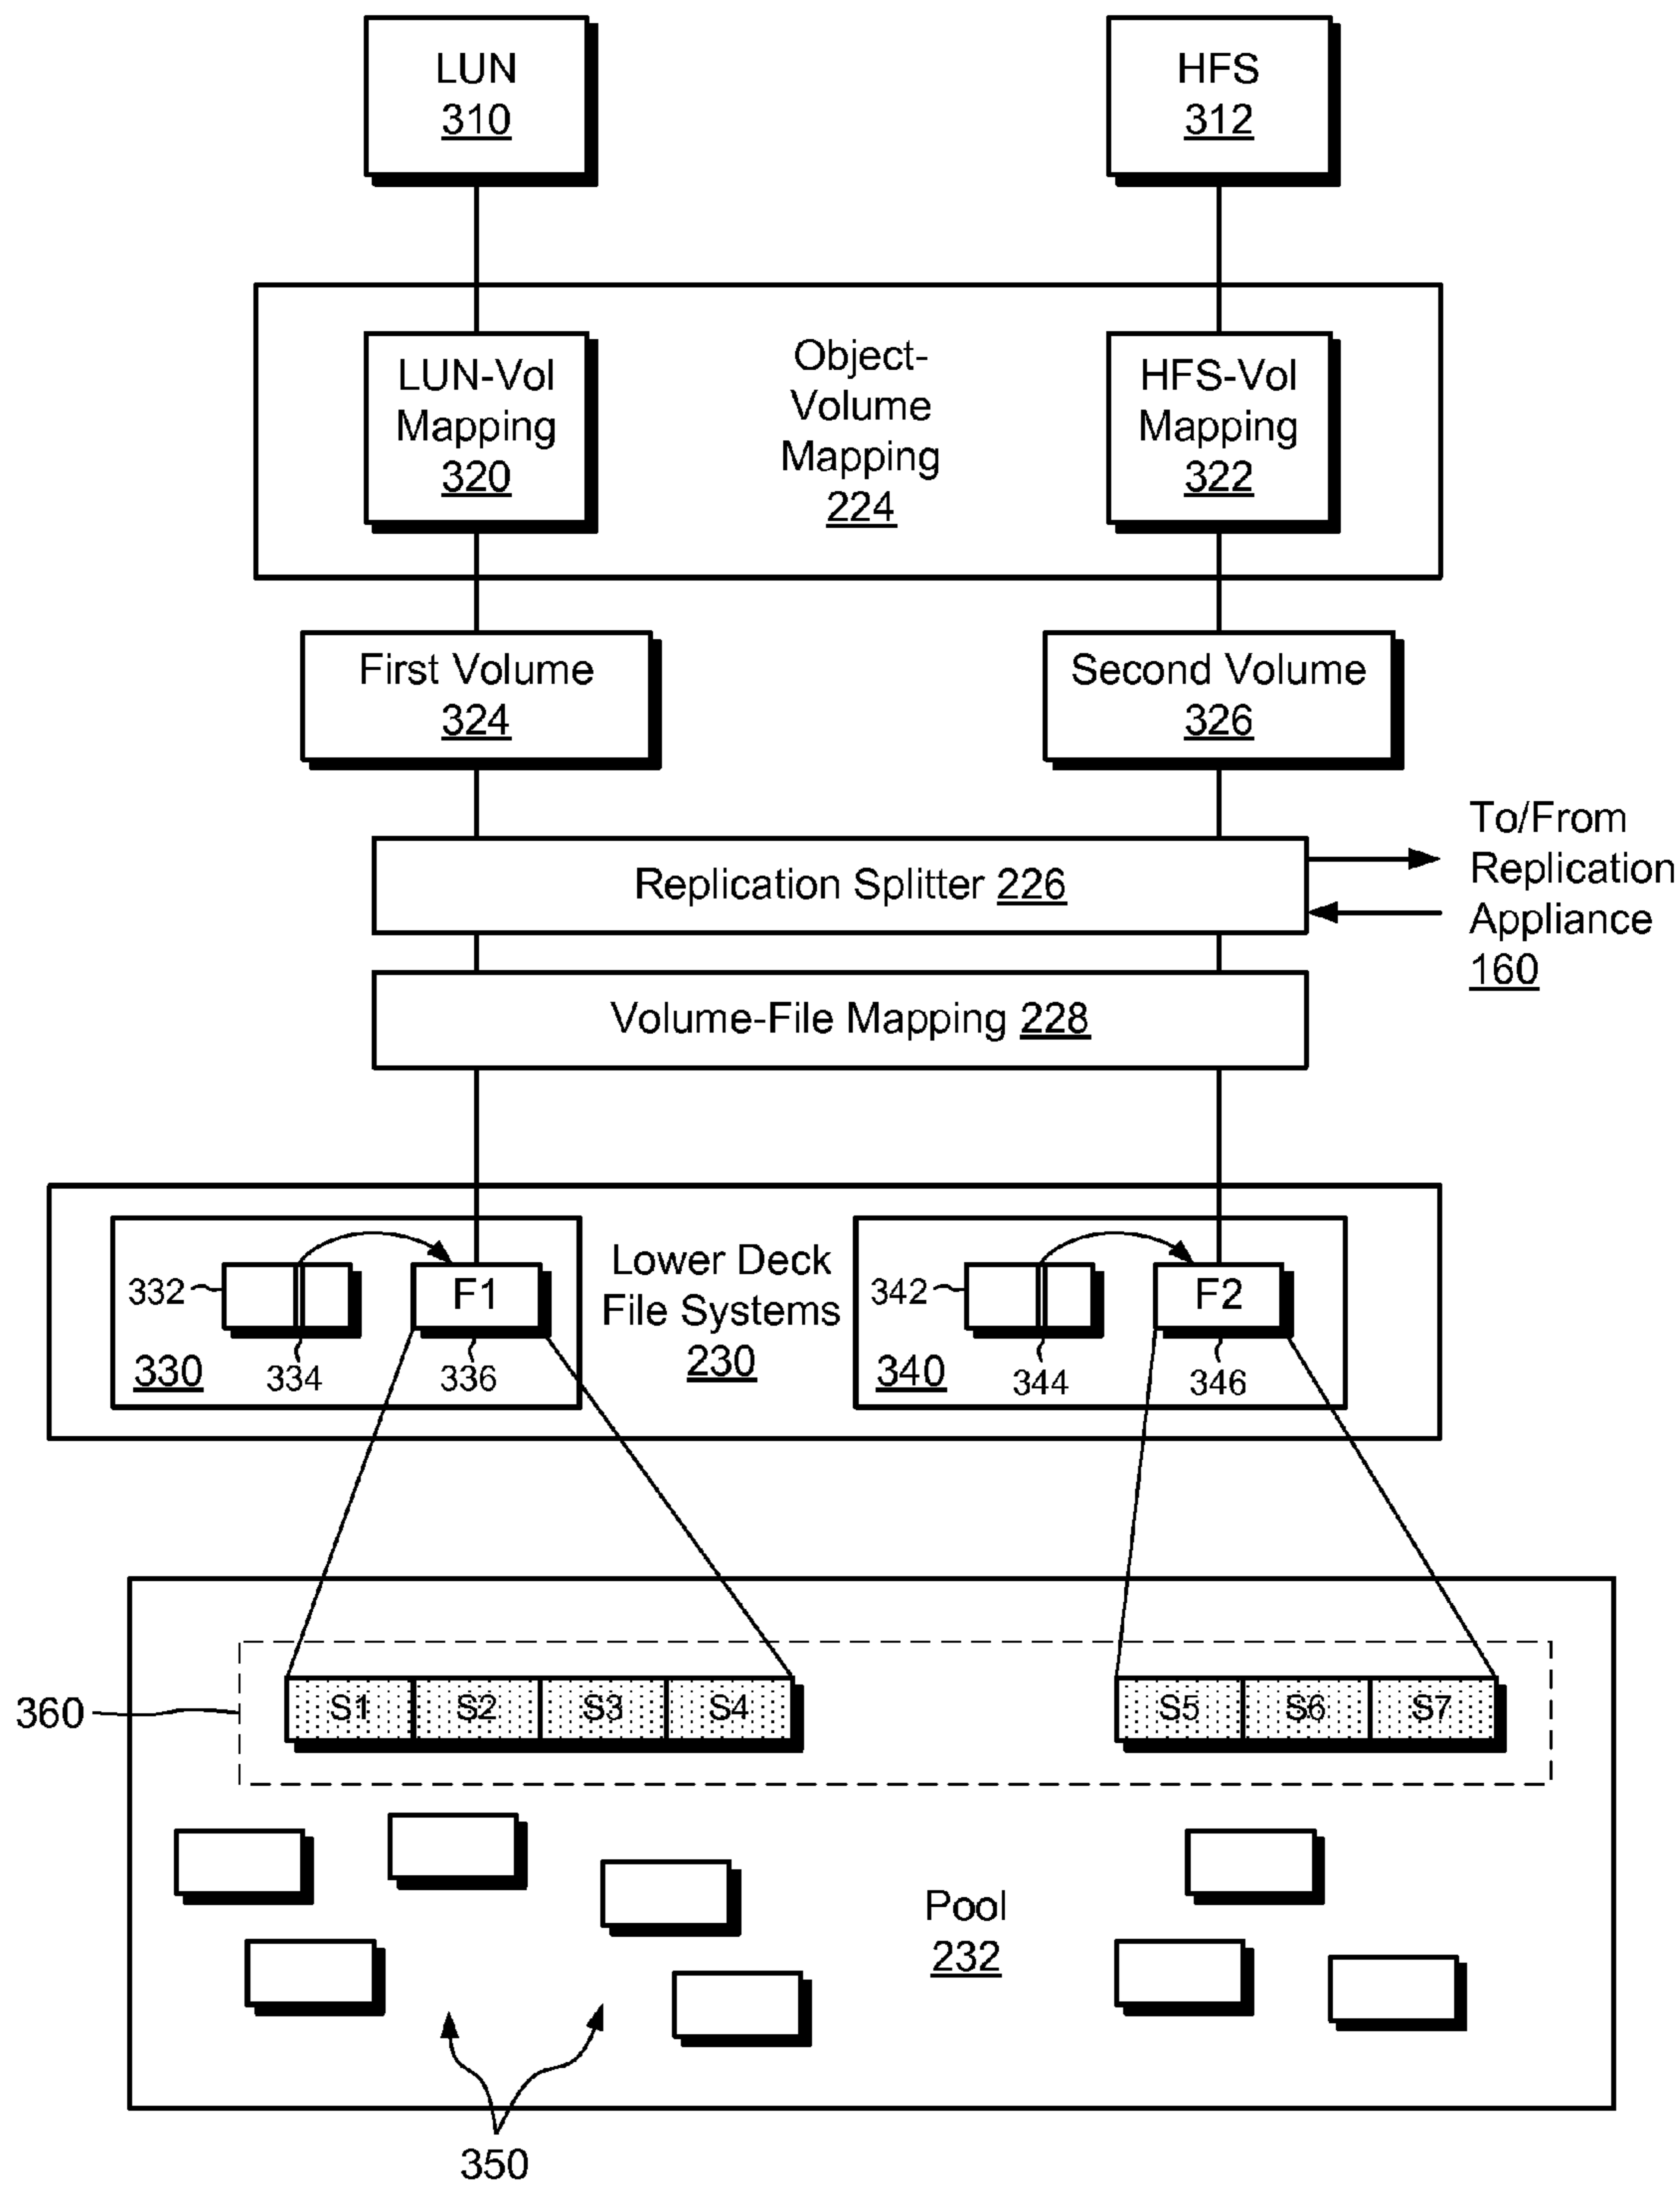 LUN
310
HFS
312
LUN-Vol
Mapping
320
Object-
Volume
Mapping
224
HFS-Vol
Mapping
322
First Volume
324
Second Volume
326
Replication Splitter 226
To/From
Replication
Appliance
160
Volume-File Mapping 228
332
334
330
F1
336
Lower Deck
File Systems
230
342
344
340
F2
346
360
S1 S2 S3 S4
S5 S6 S7
Pool
232
350